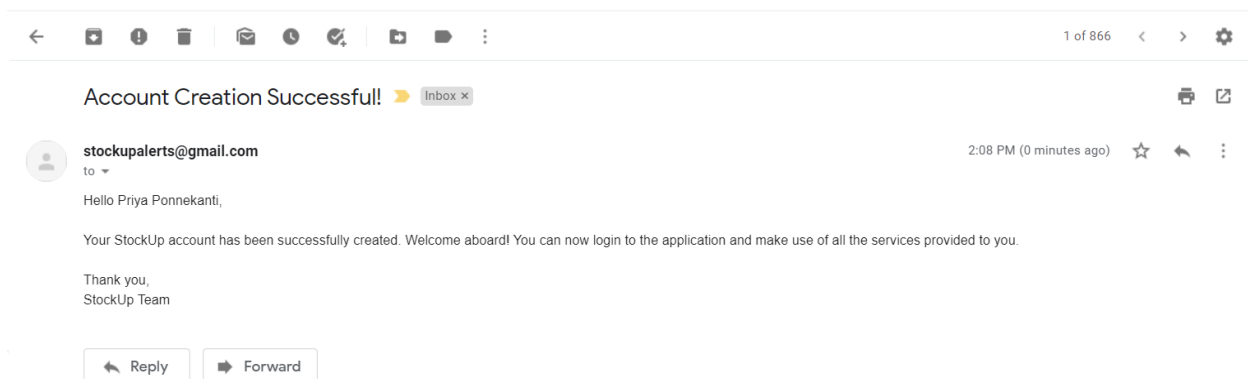 1 of 866
Account Creation Successful! Inbox ×
stockupalerts@gmail.com 2:08 PM (0 minutes ago)
to
Hello Priya Ponnekanti,
Your StockUp account has been successfully created. Welcome aboard! You can now login to the application and make use of all the services provided to you.
Thank you,
StockUp Team
Reply Forward